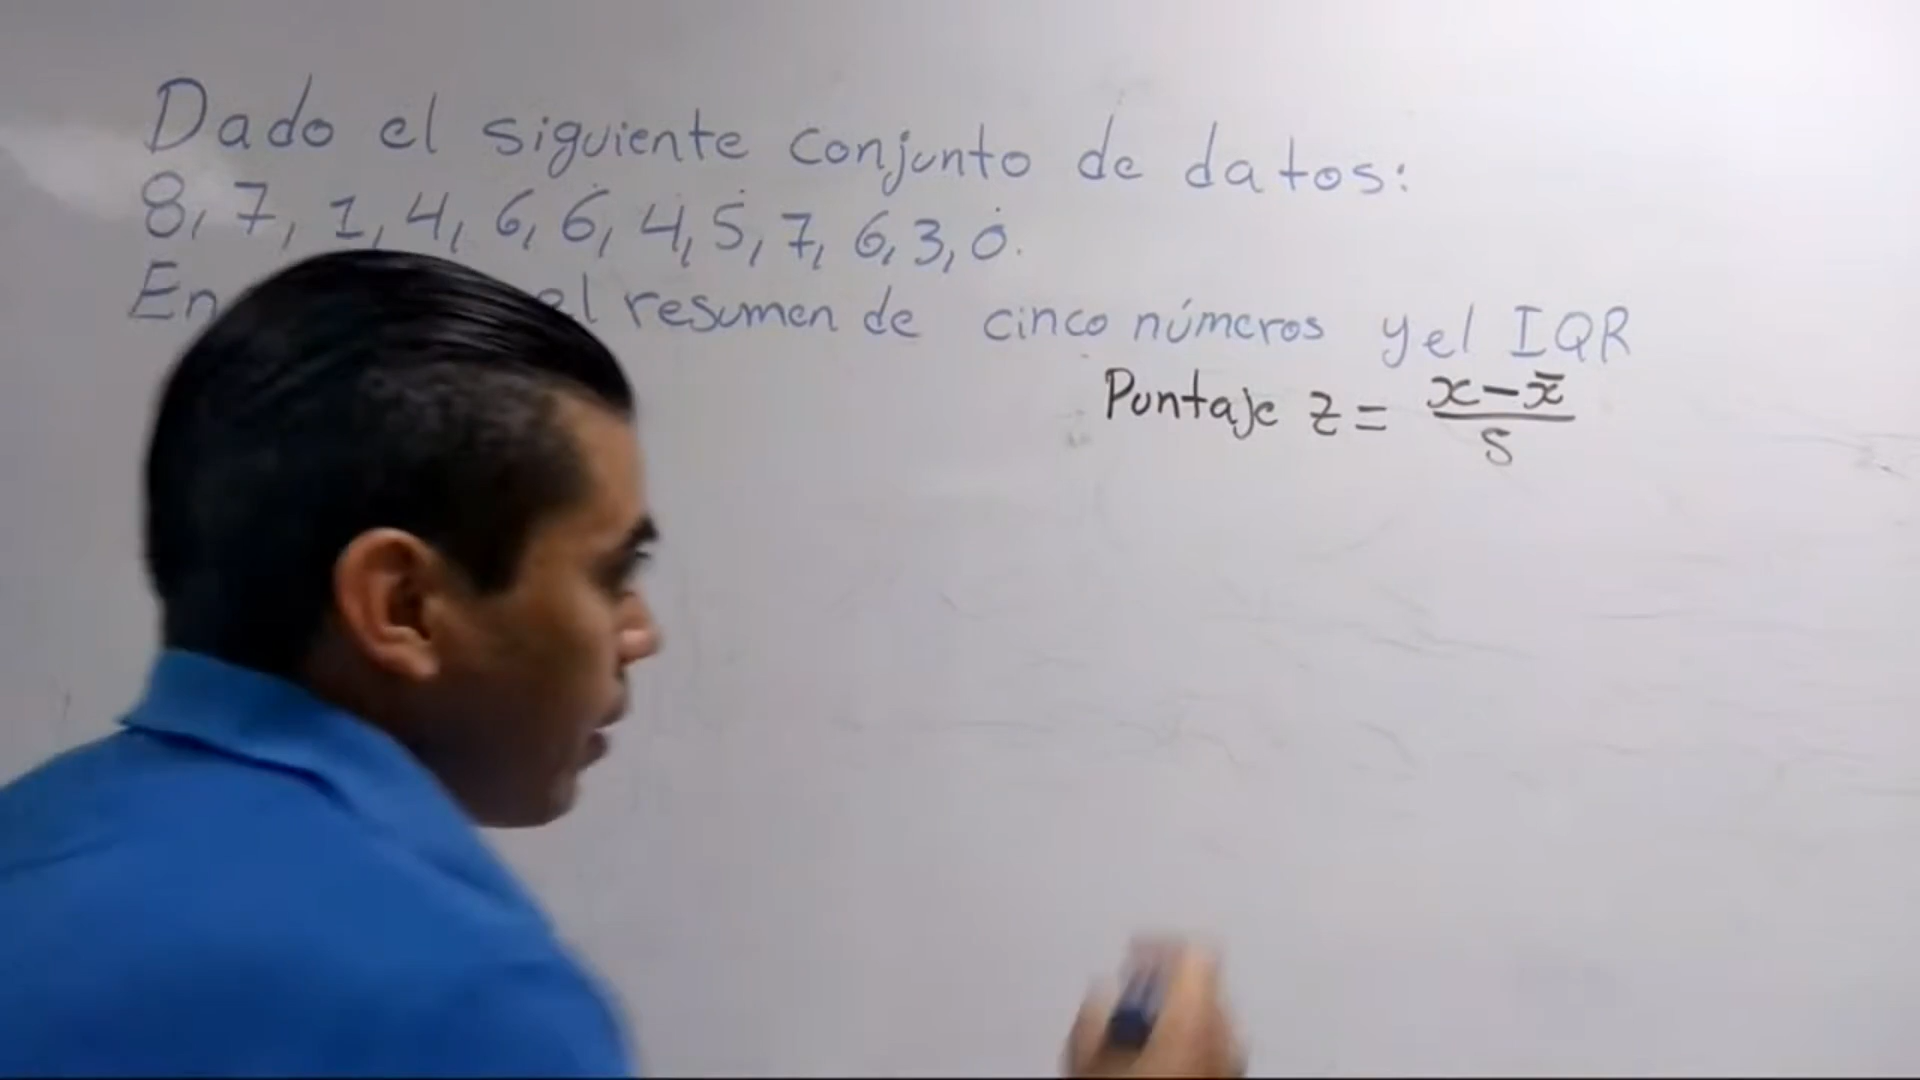 Dado el siguiente conjunto de datos:
8, 7, 1, 4, 6, 6, 4, 5, 7, 6, 3, 0.
el resumen de cinco números y el IQR
Puntaje z = x - x̄
s